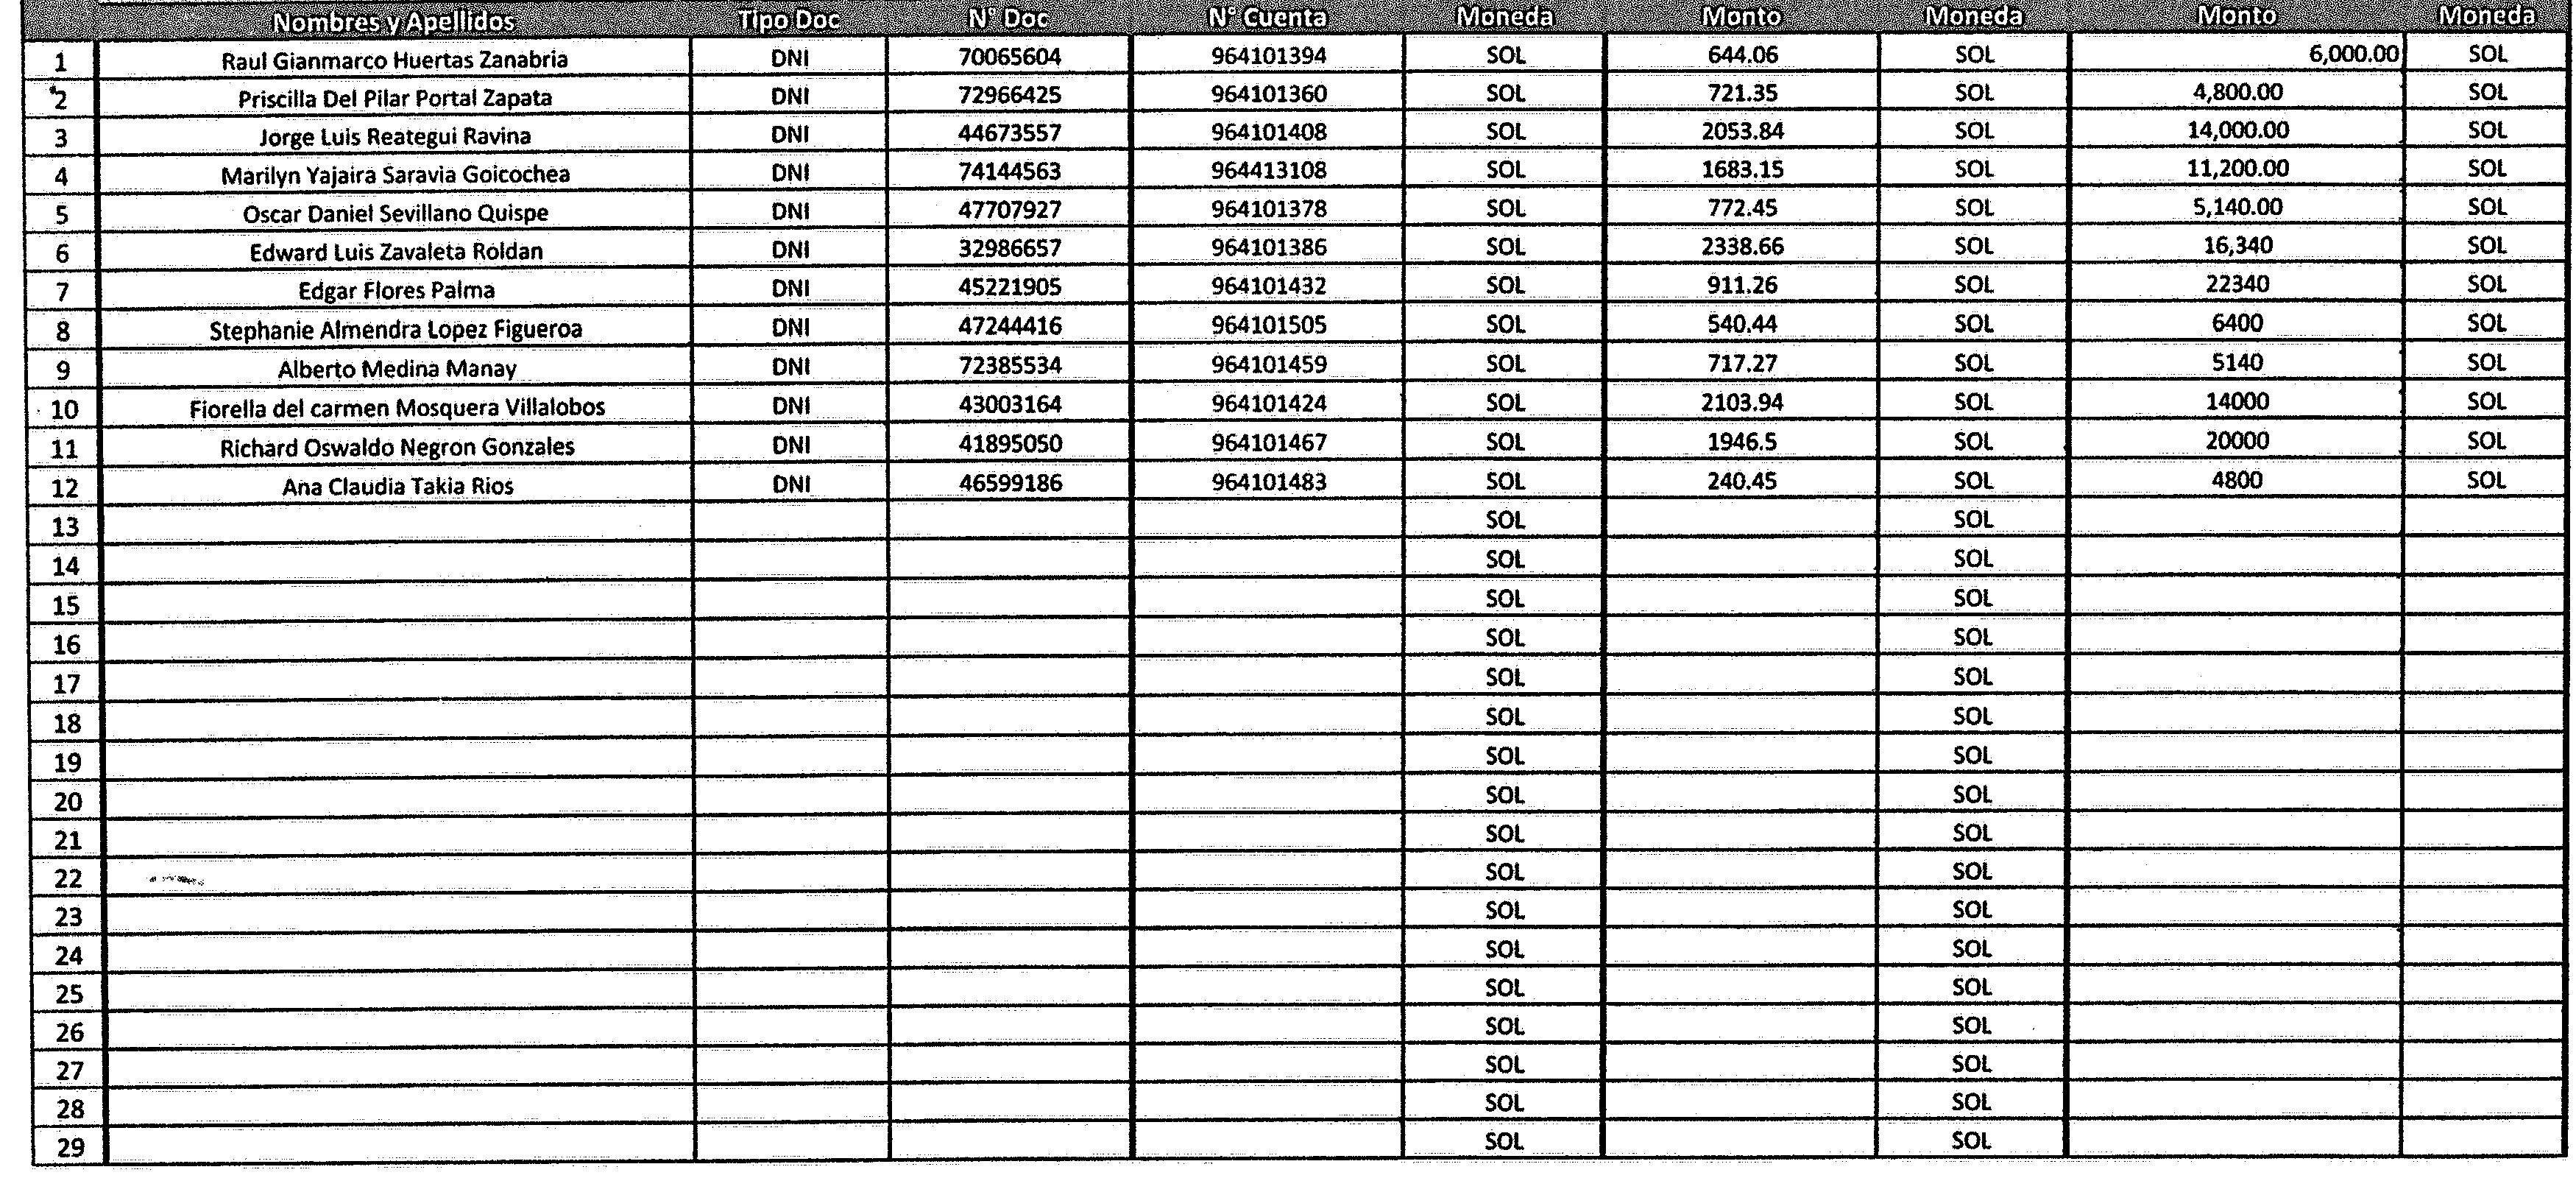 Nombres y Apellidos Tipo Doc N° Doc N° Cuenta Moneda Monto Moneda Monto Moneda
1 Raul Gianmarco Huertas Zanabria DNI 70065604 964101394 SOL 644.06 SOL 6,000.00 SOL
2 Priscilla Del Pilar Portal Zapata DNI 72966425 964101360 SOL 721.35 SOL 4,800.00 SOL
3 Jorge Luis Reategui Ravina DNI 44673557 964101408 SOL 2053.84 SOL 14,000.00 SOL
4 Marilyn Yajaira Saravia Goicochea DNI 74144563 964413108 SOL 1683.15 SOL 11,200.00 SOL
5 Oscar Daniel Sevillano Quispe DNI 47707927 964101378 SOL 772.45 SOL 5,140.00 SOL
6 Edward Luis Zavaleta Roldan DNI 32986657 964101386 SOL 2338.66 SOL 16,340 SOL
7 Edgar Flores Palma DNI 45221905 964101432 SOL 911.26 SOL 22340 SOL
8 Stephanie Almendra Lopez Figueroa DNI 47244416 964101505 SOL 540.44 SOL 6400 SOL
9 Alberto Medina Manay DNI 72385534 964101459 SOL 717.27 SOL 5140 SOL
10 Fiorella del carmen Mosquera Villalobos DNI 43003164 964101424 SOL 2103.94 SOL 14000 SOL
11 Richard Oswaldo Negron Gonzales DNI 41895050 964101467 SOL 1946.5 SOL 20000 SOL
12 Ana Claudia Takia Rios DNI 46599186 964101483 SOL 240.45 SOL 4800 SOL
13 SOL SOL
14 SOL SOL
15 SOL SOL
16 SOL SOL
17 SOL SOL
18 SOL SOL
19 SOL SOL
20 SOL SOL
21 SOL SOL
22 SOL SOL
23 SOL SOL
24 SOL SOL
25 SOL SOL
26 SOL SOL
27 SOL SOL
28 SOL SOL
29 SOL SOL